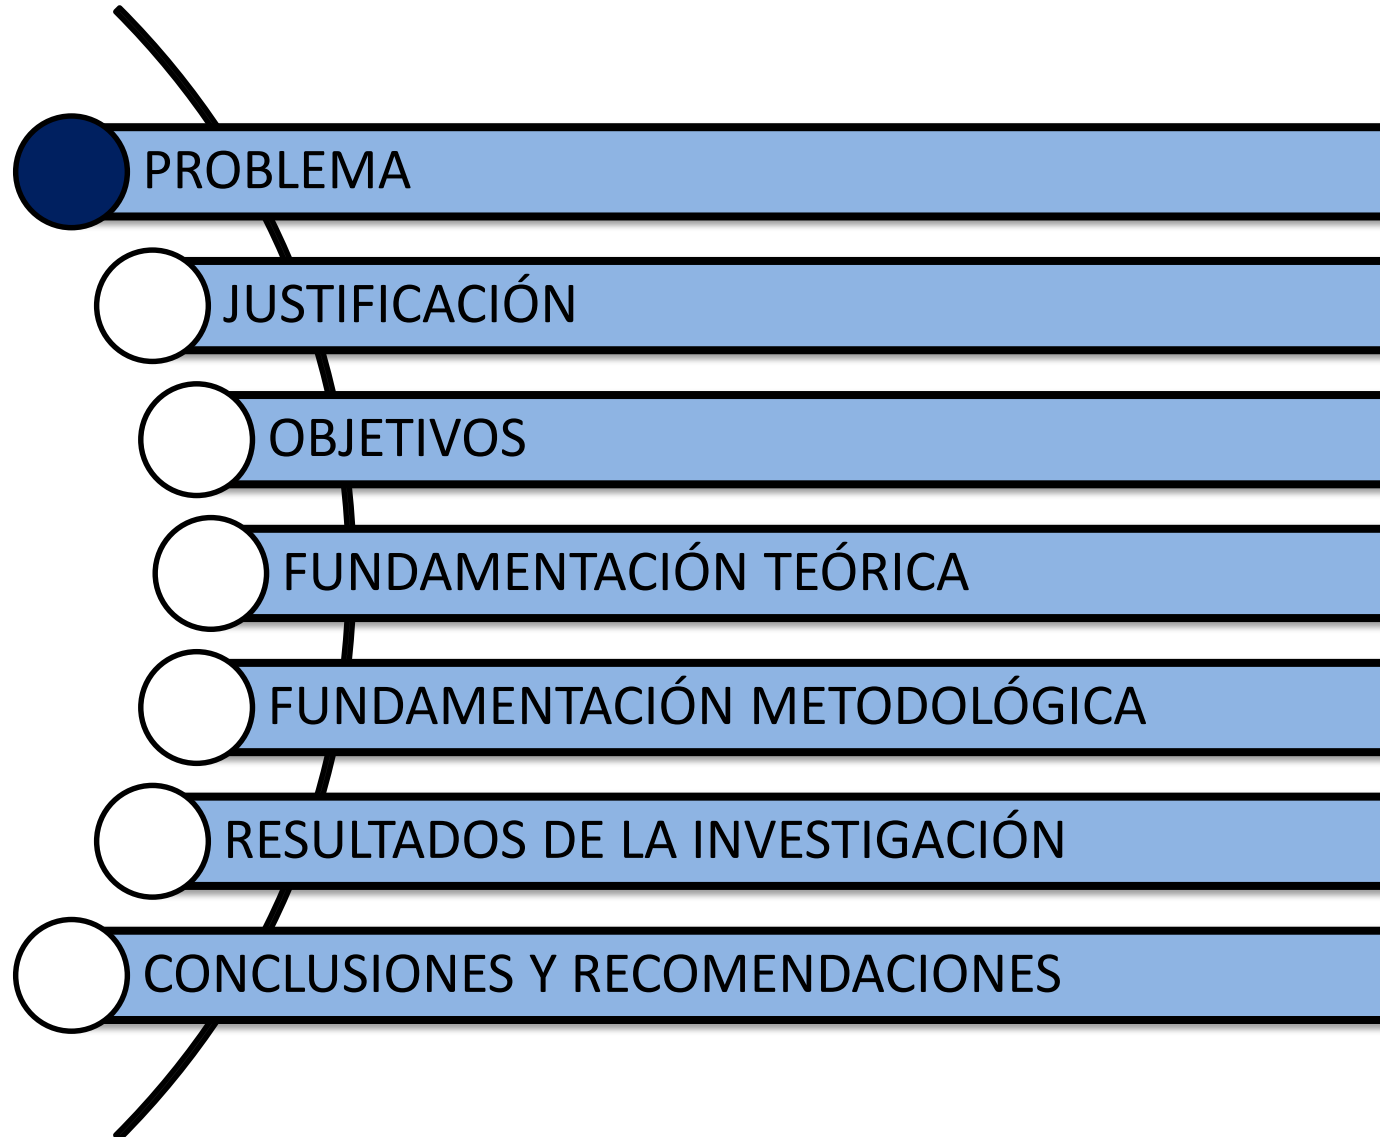 PROBLEMA
JUSTIFICACIÓN
OBJETIVOS
FUNDAMENTACIÓN TEÓRICA
FUNDAMENTACIÓN METODOLÓGICA
RESULTADOS DE LA INVESTIGACIÓN
CONCLUSIONES Y RECOMENDACIONES